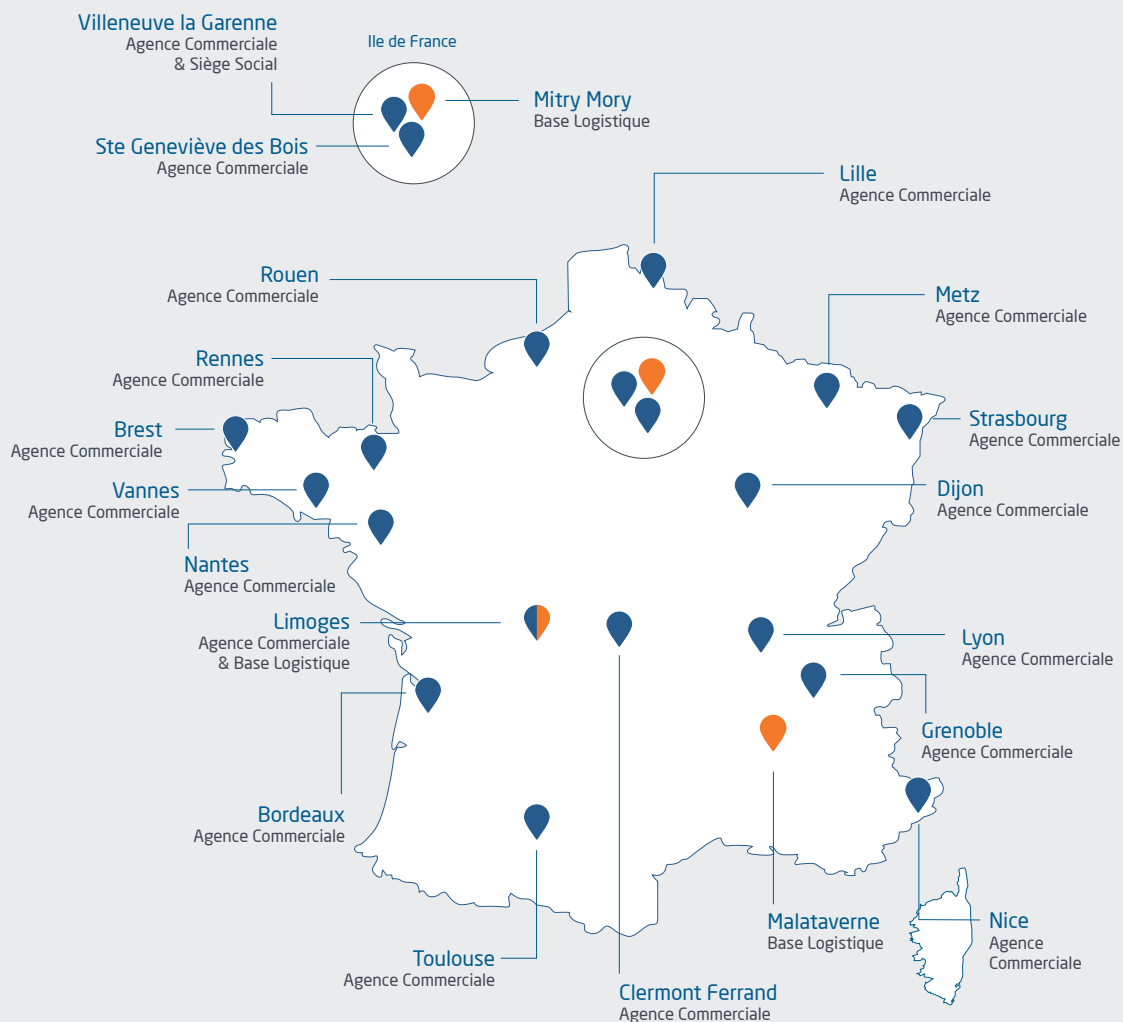 Villeneuve la Garenne
Agence Commerciale
& Siège Social
Ile de France
Mitry Mory
Base Logistique
Ste Geneviève des Bois
Agence Commerciale
Lille
Agence Commerciale
Rouen
Agence Commerciale
Metz
Agence Commerciale
Rennes
Agence Commerciale
Brest
Agence Commerciale
Strasbourg
Agence Commerciale
Vannes
Agence Commerciale
Dijon
Agence Commerciale
Nantes
Agence Commerciale
Limoges
Agence Commerciale
& Base Logistique
Lyon
Agence Commerciale
Grenoble
Agence Commerciale
Bordeaux
Agence Commerciale
Malataverne
Base Logistique
Nice
Agence
Commerciale
Toulouse
Agence Commerciale
Clermont Ferrand
Agence Commerciale